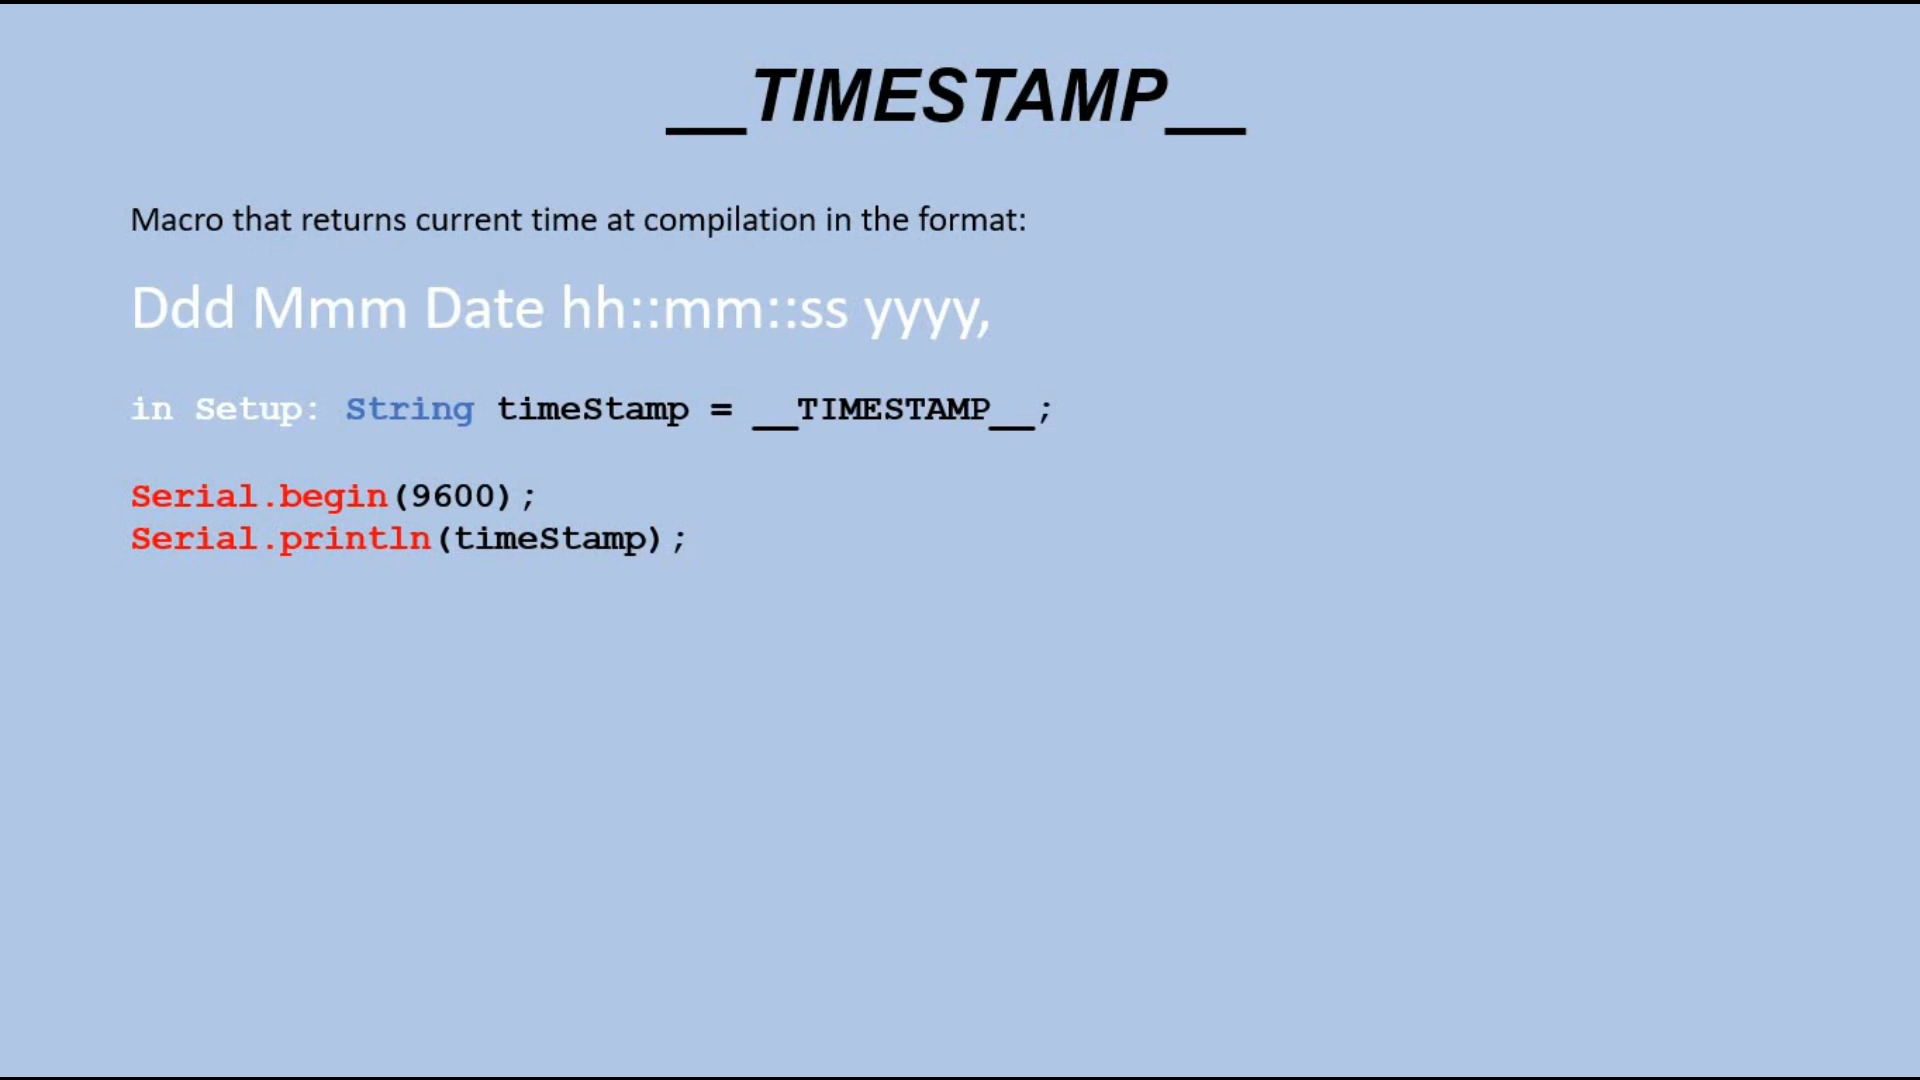 __TIMESTAMP__
Macro that returns current time at compilation in the format:
Ddd Mmm Date hh::mm::ss yyyy,
in Setup: String timeStamp = __TIMESTAMP__;
Serial.begin(9600);
Serial.println(timeStamp);